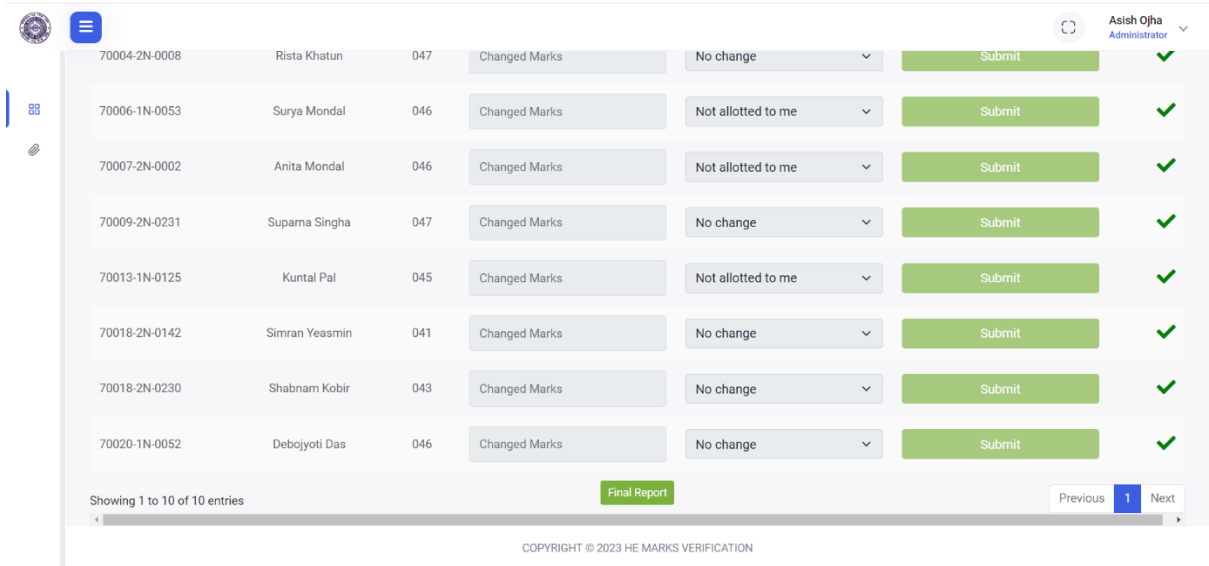 Asish Ojha
Administrator
70004-2N-0008 Rista Khatun 047 Changed Marks No change Submit
70006-1N-0053 Surya Mondal 046 Changed Marks Not allotted to me Submit
70007-2N-0002 Anita Mondal 046 Changed Marks Not allotted to me Submit
70009-2N-0231 Suparna Singha 047 Changed Marks No change Submit
70013-1N-0125 Kuntal Pal 045 Changed Marks Not allotted to me Submit
70018-2N-0142 Simran Yeasmin 041 Changed Marks No change Submit
70018-2N-0230 Shabnam Kobir 043 Changed Marks No change Submit
70020-1N-0052 Debojyoti Das 046 Changed Marks No change Submit
Showing 1 to 10 of 10 entries Final Report Previous 1 Next
COPYRIGHT © 2023 HE MARKS VERIFICATION